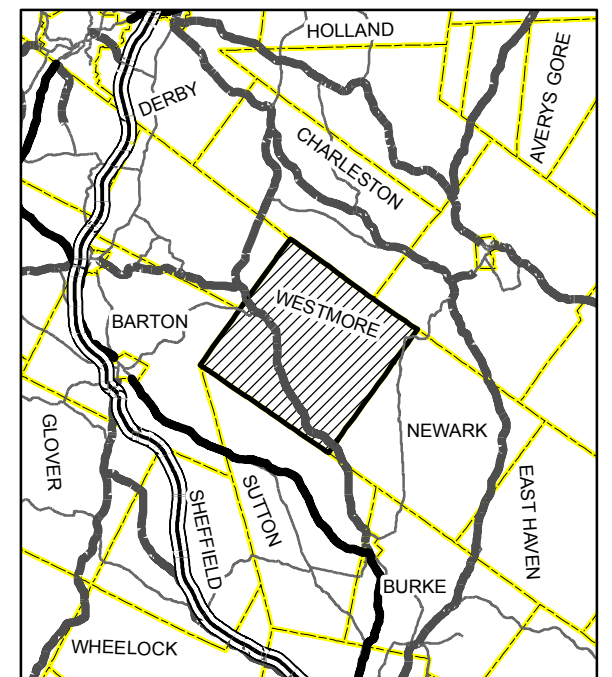 HOLLAND
AVERYS GORE
DERBY
CHARLESTON
WESTMORE
BARTON
NEWARK
GLOVER
SHEFFIELD
SUTTON
EAST HAVEN
BURKE
WHEELOCK